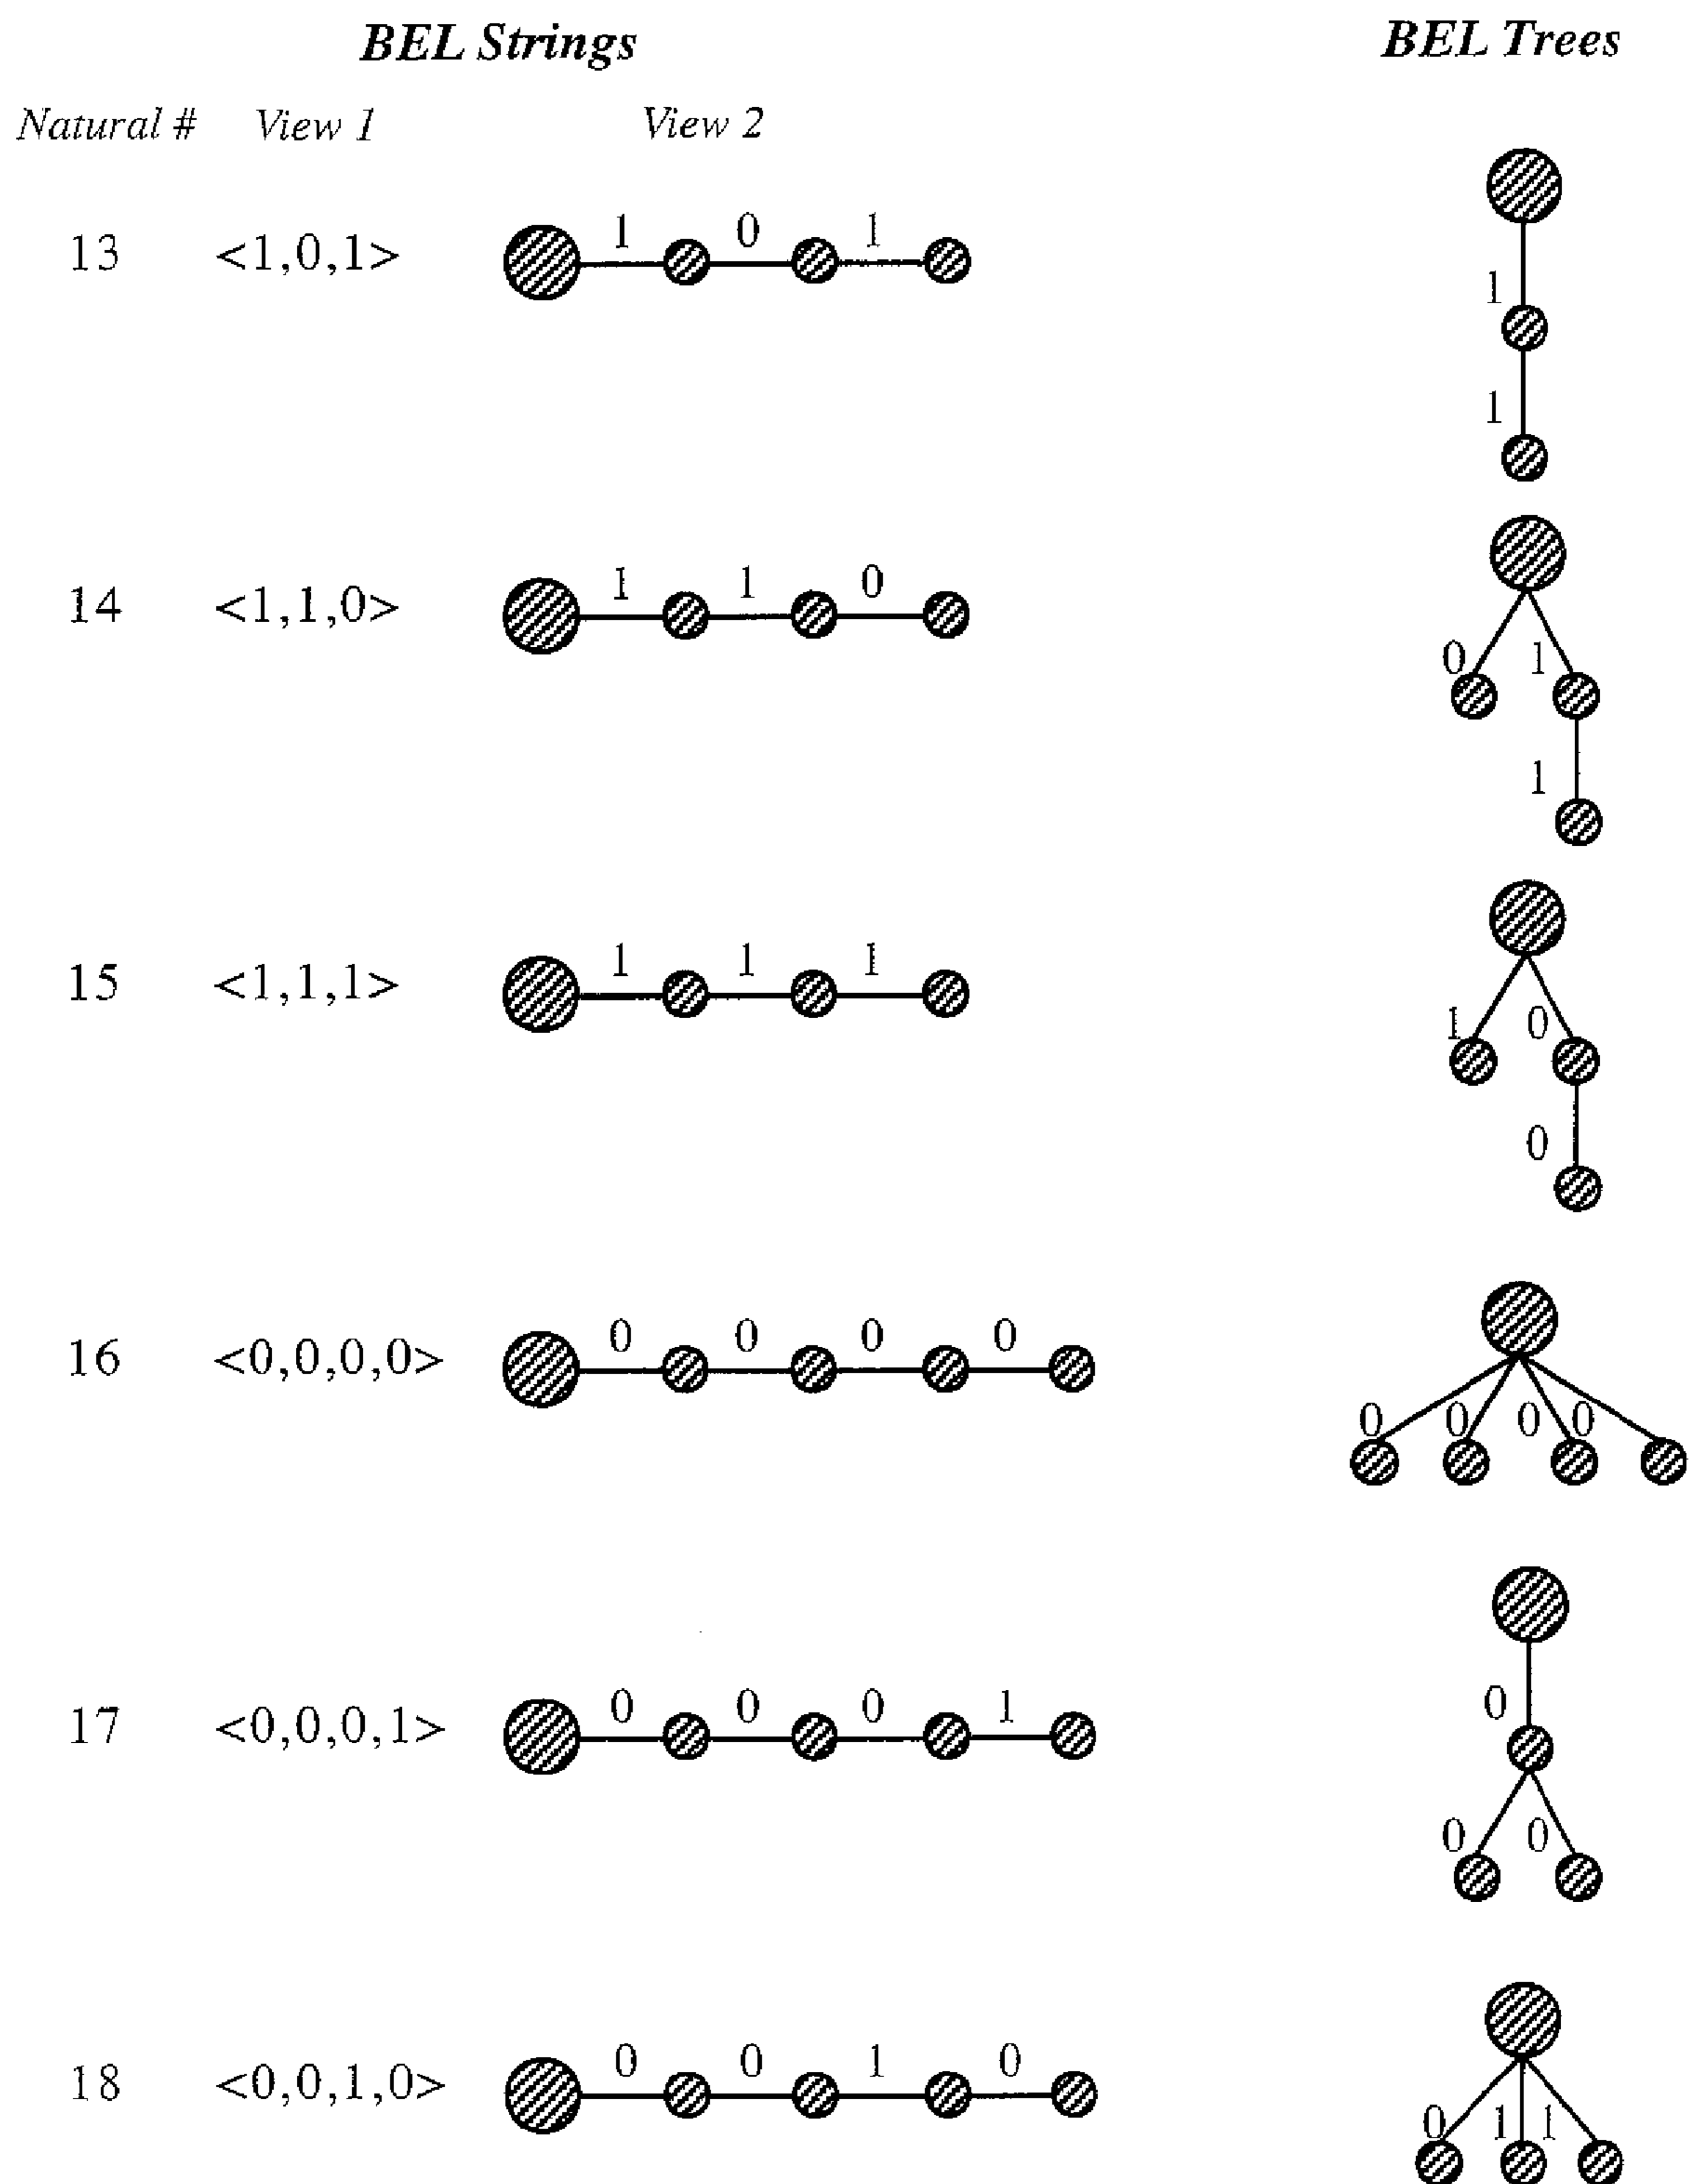 BEL Strings BEL Trees
Natural # View 1 View 2
13 <1,0,1> 1 0 1
1
1
14 <1,1,0> 1 1 0
0 1
1
15 <1,1,1> 1 1 1
1 0
0
16 <0,0,0,0> 0 0 0 0
0 0 0 0
17 <0,0,0,1> 0 0 0 1
0
0 0
18 <0,0,1,0> 0 0 1 0
0 1 1